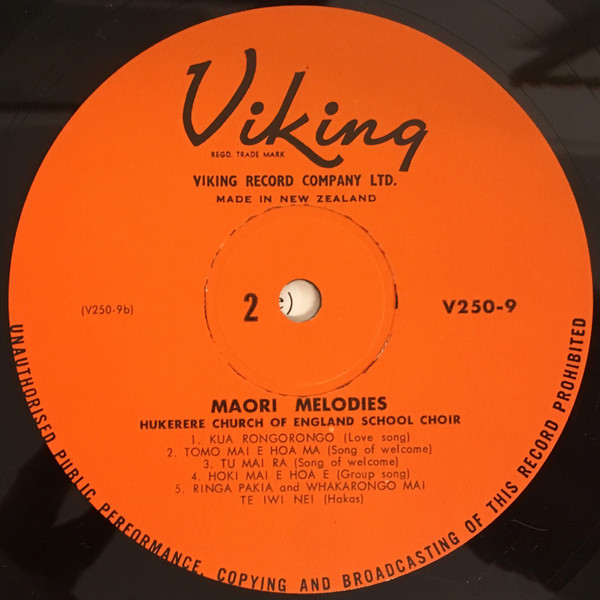 Viking
REGD. TRADE MARK
VIKING RECORD COMPANY LTD.
MADE IN NEW ZEALAND
(V250-9b)
2
V250-9
MAORI MELODIES
HUKERERE CHURCH OF ENGLAND SCHOOL CHOIR
1. KUA RONGORONGO (Love song)
2. TOMO MAI E HOA MA (Song of welcome)
3. TU MAI RA (Song of welcome)
4. HOKI MAI E HOA E (Group song)
5. RINGA PAKIA and WHAKARONGO MAI
TE IWI NEI (Hakas)
UNAUTHORISED PUBLIC PERFORMANCE, COPYING AND BROADCASTING OF THIS RECORD PROHIBITED